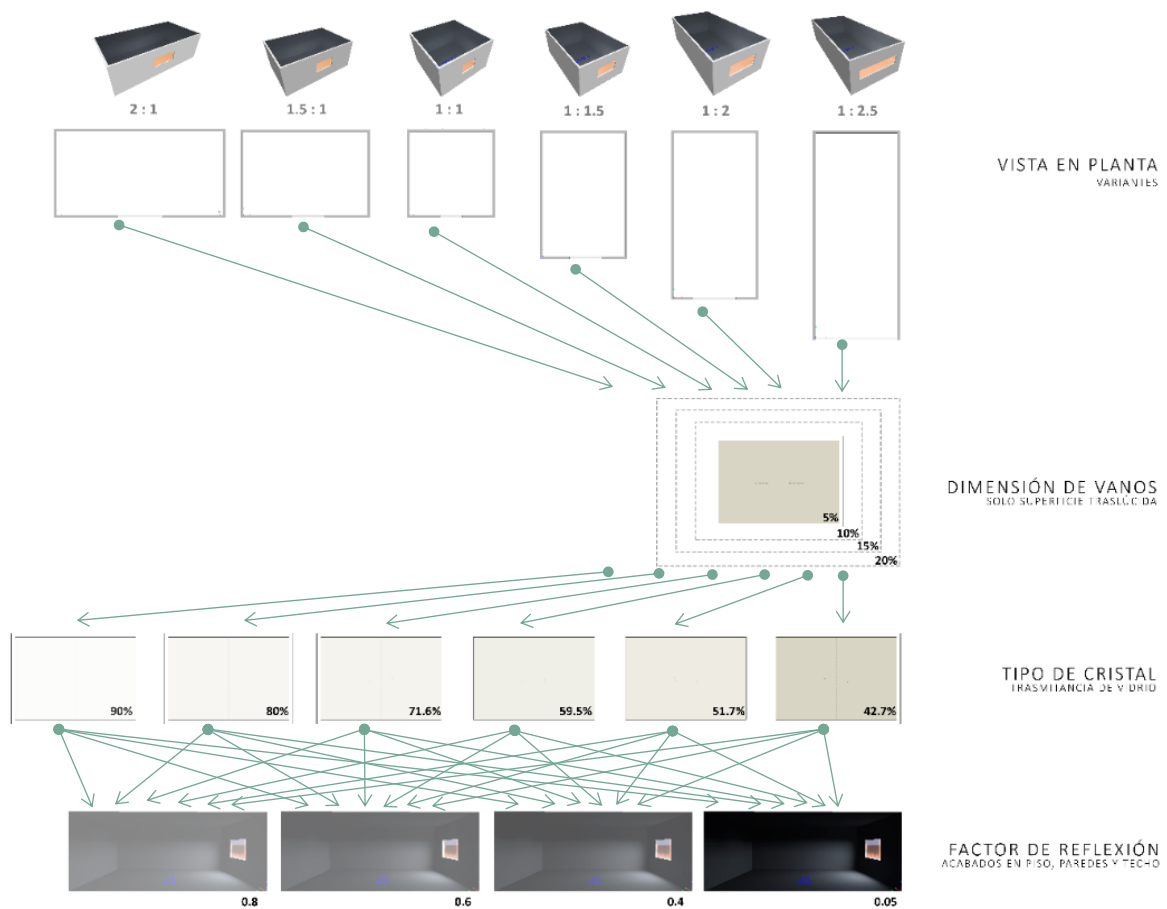 2 : 1
1.5 : 1
1 : 1
1 : 1.5
1 : 2
1 : 2.5
VISTA EN PLANTA
VARIANTES
DIMENSIÓN DE VANOS
SOLO SUPERFICIE TRASLÚCIDA
5%
10%
15%
20%
TIPO DE CRISTAL
TRASMITANCIA DE VIDRIO
90%
80%
71.6%
59.5%
51.7%
42.7%
FACTOR DE REFLEXIÓN
ACABADOS EN PISO, PAREDES Y TECHO
0.8
0.6
0.4
0.05